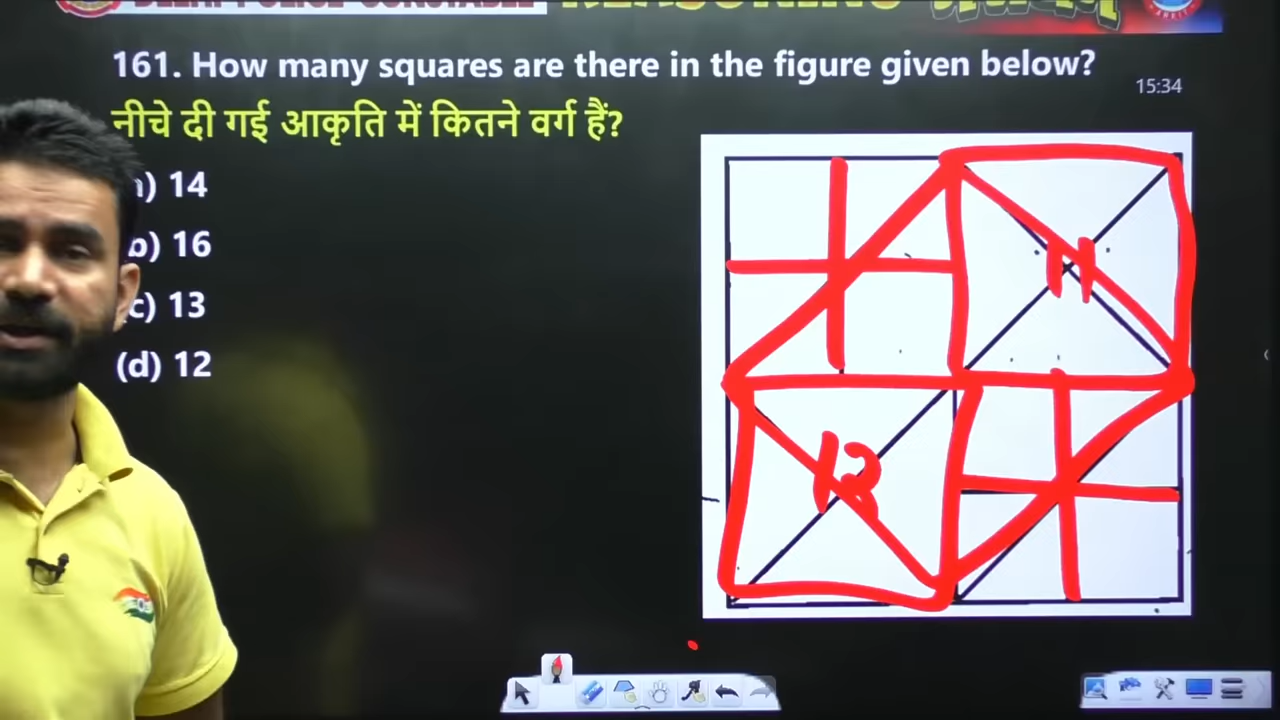 161. How many squares are there in the figure given below?
15:34
नीचे दी गई आकृति में कितने वर्ग हैं?
a) 14
b) 16
c) 13
(d) 12
11
12